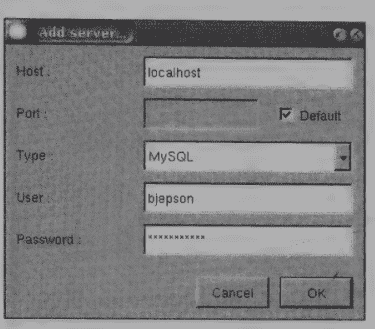 Add server...
Host :
localhost
Port :
Default
Type :
MySQL
User :
bjepson
Password :
***********
Cancel
OK